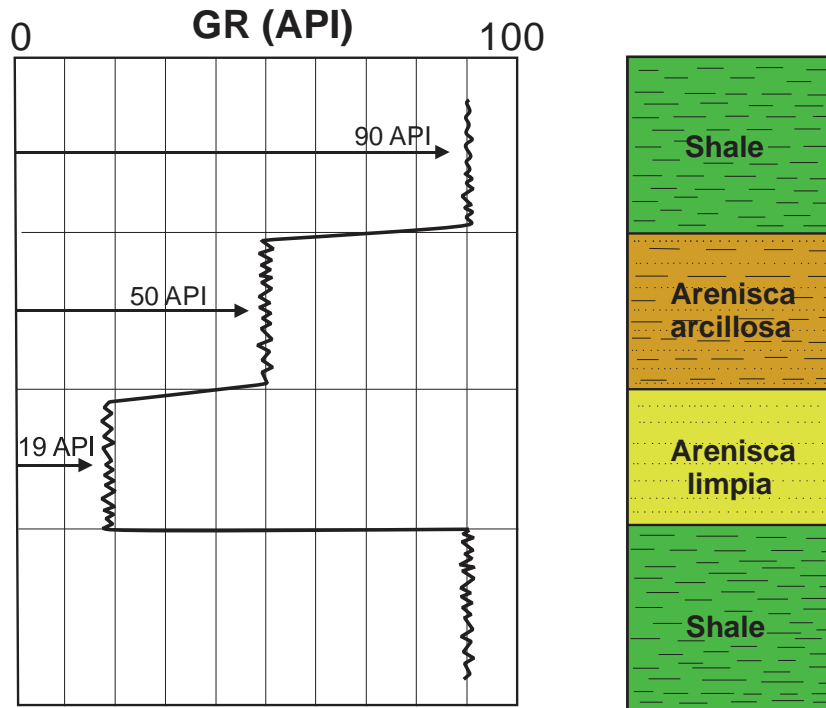 GR (API)
0
100
90 API
Shale
50 API
Arenisca
arcillosa
19 API
Arenisca
limpia
Shale